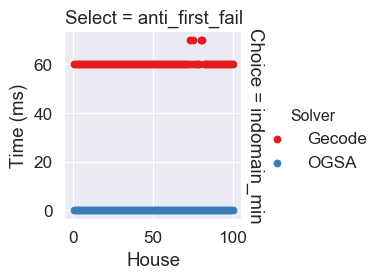 Select = anti_first_fail
Choice = indomain_min
Time (ms)
60
40
20
0
0 50 100
House
Solver
Gecode
OGSA